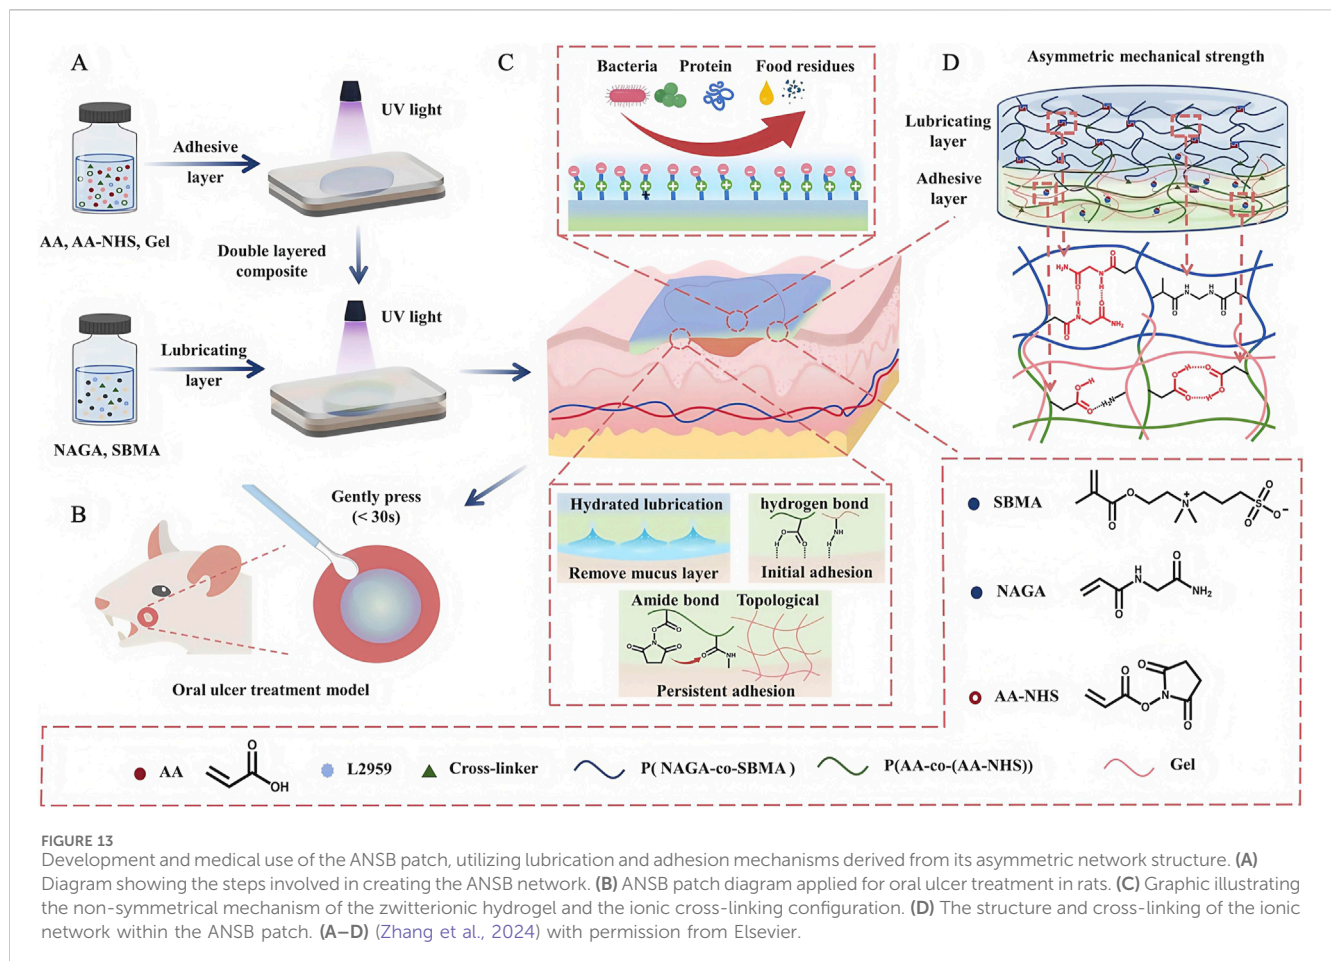 A
UV light
Adhesive
layer
AA, AA-NHS, Gel
Double layered
composite
UV light
Lubricating
layer
NAGA, SBMA
B
Gently press
(< 30s)
Oral ulcer treatment model
C
Bacteria Protein Food residues
Hydrated lubrication
Remove mucus layer
hydrogen bond
Initial adhesion
Amide bond Topological
Persistent adhesion
D
Asymmetric mechanical strength
Lubricating
layer
Adhesive
layer
SBMA
NAGA
AA-NHS
AA
L2959
Cross-linker
P( NAGA-co-SBMA )
P(AA-co-(AA-NHS))
Gel
FIGURE 13
Development and medical use of the ANSB patch, utilizing lubrication and adhesion mechanisms derived from its asymmetric network structure. (A)
Diagram showing the steps involved in creating the ANSB network. (B) ANSB patch diagram applied for oral ulcer treatment in rats. (C) Graphic illustrating
the non-symmetrical mechanism of the zwitterionic hydrogel and the ionic cross-linking configuration. (D) The structure and cross-linking of the ionic
network within the ANSB patch. (A–D) (Zhang et al., 2024) with permission from Elsevier.